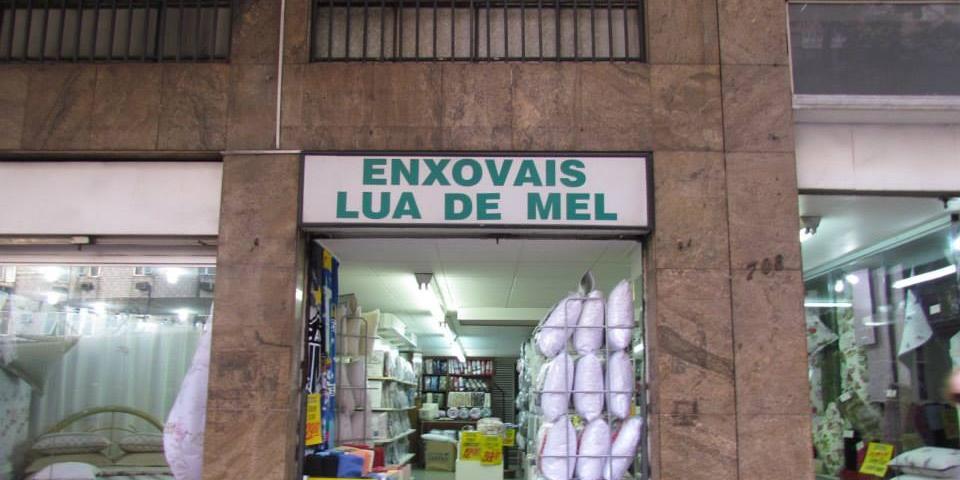 ENXOVAIS
LUA DE MEL
708